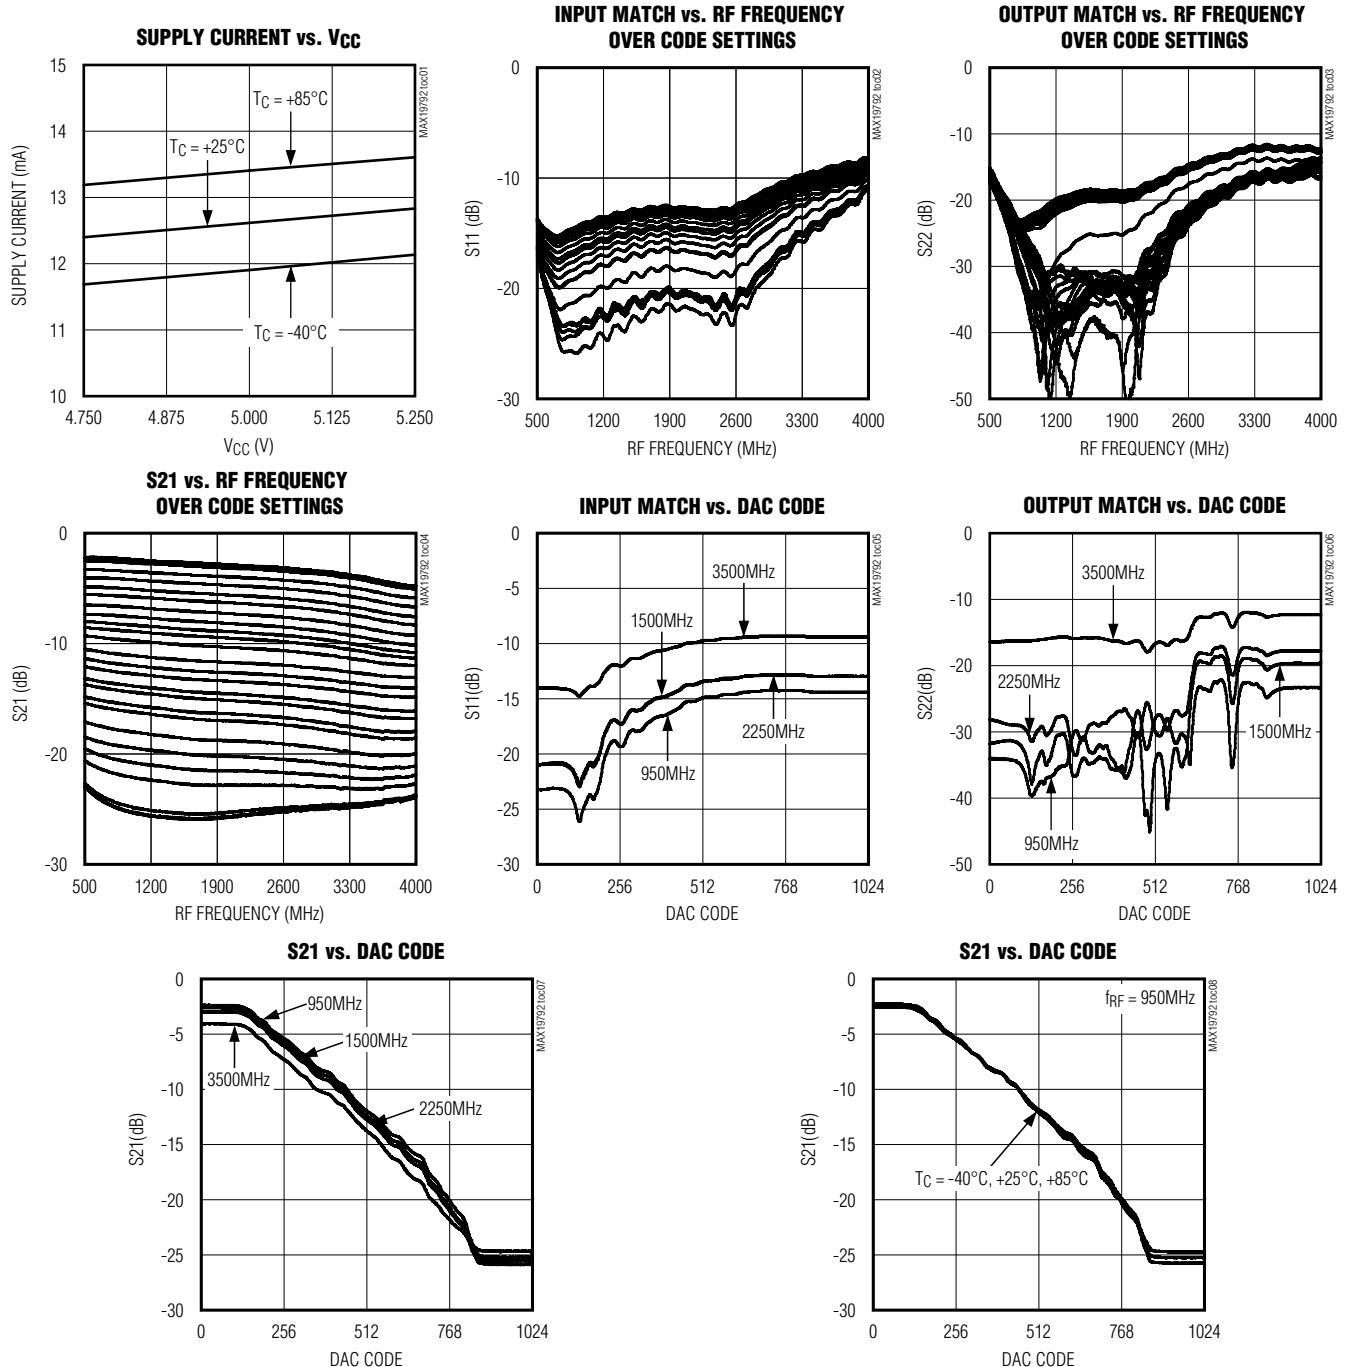 SUPPLY CURRENT vs. VCC
15
14
13
12
11
10
SUPPLY CURRENT (mA)
TC = +85°C
TC = +25°C
TC = -40°C
4.750 4.875 5.000 5.125 5.250
VCC (V)
MAX19792 toc01
INPUT MATCH vs. RF FREQUENCY
OVER CODE SETTINGS
0
-10
-20
-30
S11 (dB)
500 1200 1900 2600 3300 4000
RF FREQUENCY (MHz)
MAX19792 toc02
OUTPUT MATCH vs. RF FREQUENCY
OVER CODE SETTINGS
0
-10
-20
-30
-40
-50
S22 (dB)
500 1200 1900 2600 3300 4000
RF FREQUENCY (MHz)
MAX19792 toc03
S21 vs. RF FREQUENCY
OVER CODE SETTINGS
0
-10
-20
-30
S21 (dB)
500 1200 1900 2600 3300 4000
RF FREQUENCY (MHz)
MAX19792 toc04
INPUT MATCH vs. DAC CODE
0
-5
-10
-15
-20
-25
-30
S11(dB)
3500MHz
1500MHz
2250MHz
950MHz
0 256 512 768 1024
DAC CODE
MAX19792 toc05
OUTPUT MATCH vs. DAC CODE
0
-10
-20
-30
-40
-50
S22(dB)
3500MHz
2250MHz
1500MHz
950MHz
0 256 512 768 1024
DAC CODE
MAX19792 toc06
S21 vs. DAC CODE
0
-5
-10
-15
-20
-25
-30
S21(dB)
950MHz
1500MHz
3500MHz
2250MHz
0 256 512 768 1024
DAC CODE
MAX19792 toc07
S21 vs. DAC CODE
0
-5
-10
-15
-20
-25
-30
S21(dB)
fRF = 950MHz
TC = -40°C, +25°C, +85°C
0 256 512 768 1024
DAC CODE
MAX19792 toc08